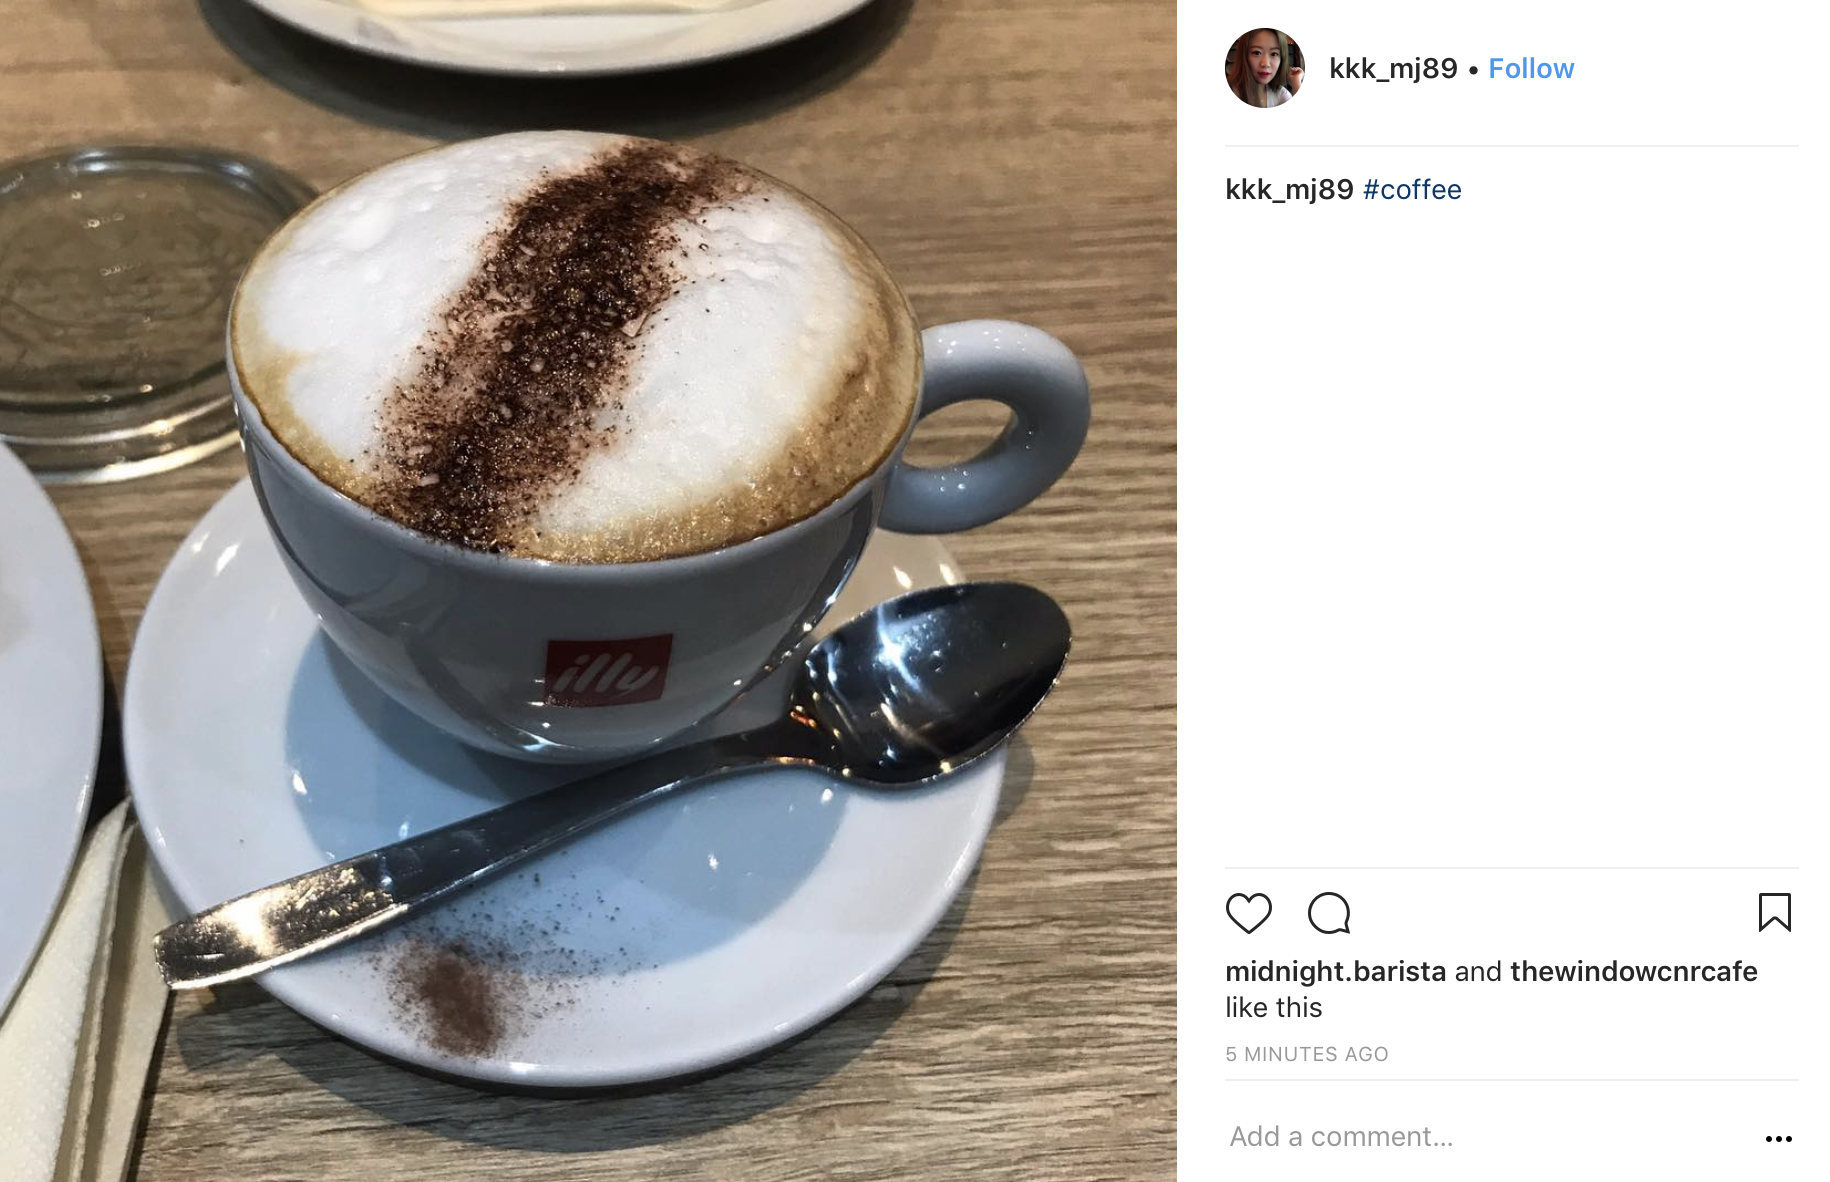 kkk_mj89 • Follow
kkk_mj89 #coffee
illy
midnight.barista and thewindowcnrcafe
like this
5 MINUTES AGO
Add a comment...